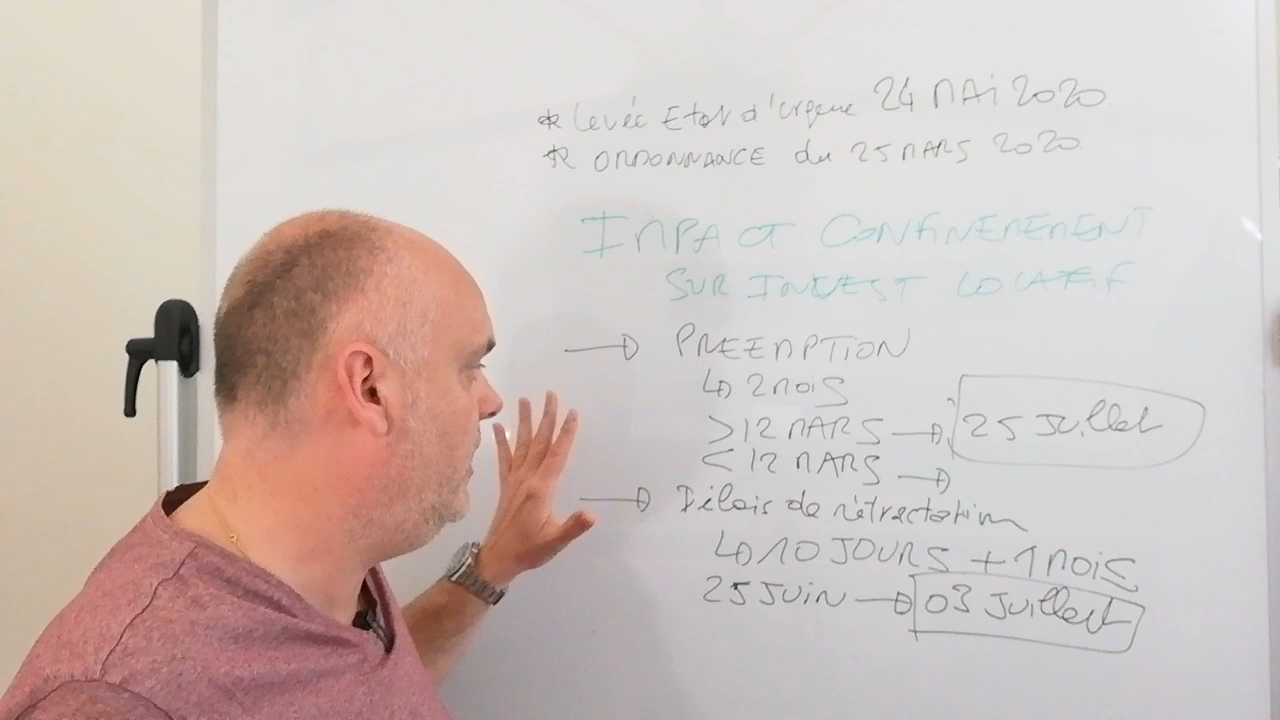 * Levée Etat d'urgence 24 MAi 2020
* ORDONNANCE du 25 MARS 2020
IMPACT CONFINEMEMENT
SUR INVEST LOCATIF
→ PREEMPTION
↳ 2 MOIS
> 12 MARS → 25 Juillet
< 12 MARS →
→ Délais de rétractation
↳ 10 JOURS + 1 MOIS
25 JUIN → 03 Juillet